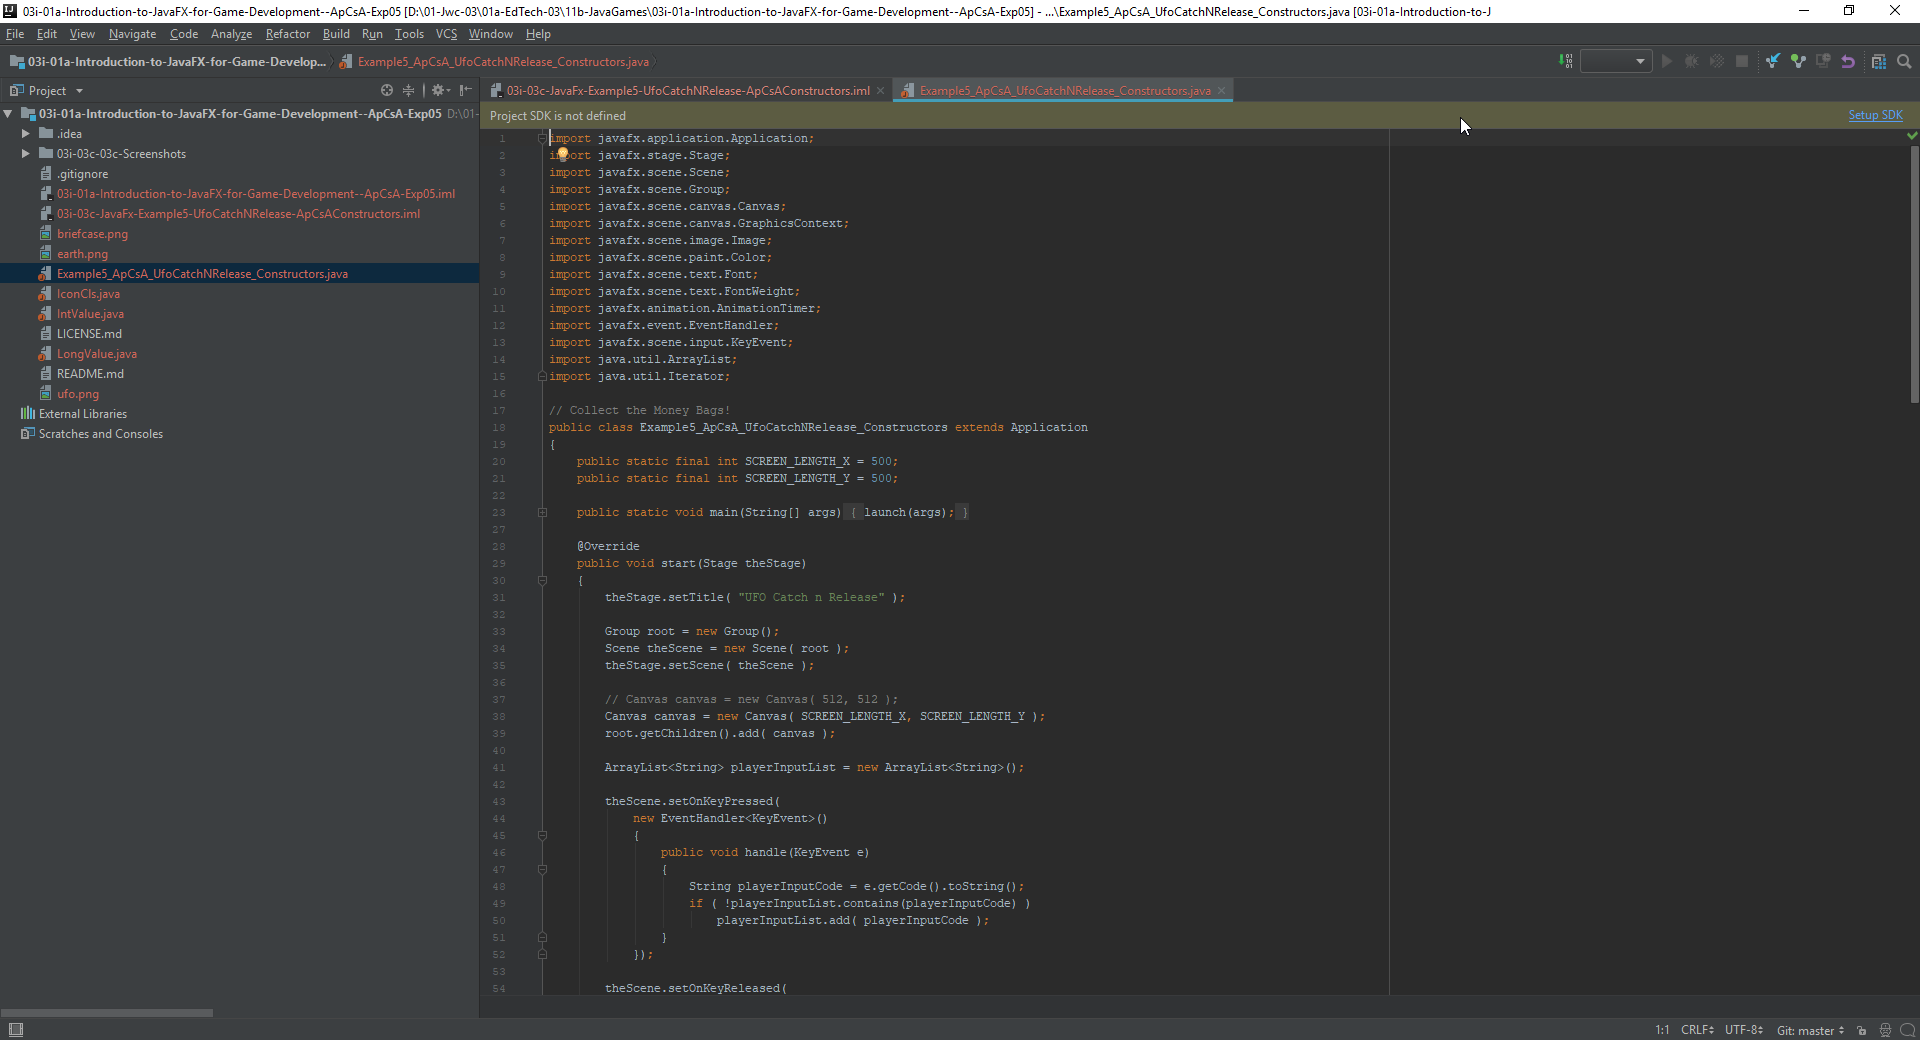 03i-01a-Introduction-to-JavaFX-for-Game-Development--ApCsA-Exp05 [D:\01-Jwc-03\01a-EdTech-03\11b-JavaGames\03i-01a-Introduction-to-JavaFX-for-Game-Development--ApCsA-Exp05] - ...\Example5_ApCsA_UfoCatchNRelease_Constructors.java [03i-01a-Introduction-to-J
File Edit View Navigate Code Analyze Refactor Build Run Tools VCS Window Help
03i-01a-Introduction-to-JavaFX-for-Game-Develop... Example5_ApCsA_UfoCatchNRelease_Constructors.java
Project
03i-01a-Introduction-to-JavaFX-for-Game-Development--ApCsA-Exp05 D:\01-
.idea
03i-03c-03c-Screenshots
.gitignore
03i-01a-Introduction-to-JavaFX-for-Game-Development--ApCsA-Exp05.iml
03i-03c-JavaFx-Example5-UfoCatchNRelease-ApCsAConstructors.iml
briefcase.png
earth.png
Example5_ApCsA_UfoCatchNRelease_Constructors.java
IconCls.java
IntValue.java
LICENSE.md
LongValue.java
README.md
ufo.png
External Libraries
Scratches and Consoles
03i-03c-JavaFx-Example5-UfoCatchNRelease-ApCsAConstructors.iml Example5_ApCsA_UfoCatchNRelease_Constructors.java
Project SDK is not defined Setup SDK
1 import javafx.application.Application;
2 import javafx.stage.Stage;
3 import javafx.scene.Scene;
4 import javafx.scene.Group;
5 import javafx.scene.canvas.Canvas;
6 import javafx.scene.canvas.GraphicsContext;
7 import javafx.scene.image.Image;
8 import javafx.scene.paint.Color;
9 import javafx.scene.text.Font;
10 import javafx.scene.text.FontWeight;
11 import javafx.animation.AnimationTimer;
12 import javafx.event.EventHandler;
13 import javafx.scene.input.KeyEvent;
14 import java.util.ArrayList;
15 import java.util.Iterator;
16
17 // Collect the Money Bags!
18 public class Example5_ApCsA_UfoCatchNRelease_Constructors extends Application
19 {
20 public static final int SCREEN_LENGTH_X = 500;
21 public static final int SCREEN_LENGTH_Y = 500;
22
23 public static void main(String[] args) { launch(args); }
27
28 @Override
29 public void start(Stage theStage)
30 {
31 theStage.setTitle( "UFO Catch n Release" );
32
33 Group root = new Group();
34 Scene theScene = new Scene( root );
35 theStage.setScene( theScene );
36
37 // Canvas canvas = new Canvas( 512, 512 );
38 Canvas canvas = new Canvas( SCREEN_LENGTH_X, SCREEN_LENGTH_Y );
39 root.getChildren().add( canvas );
40
41 ArrayList<String> playerInputList = new ArrayList<String>();
42
43 theScene.setOnKeyPressed(
44 new EventHandler<KeyEvent>()
45 {
46 public void handle(KeyEvent e)
47 {
48 String playerInputCode = e.getCode().toString();
49 if ( !playerInputList.contains(playerInputCode) )
50 playerInputList.add( playerInputCode );
51 }
52 });
53
54 theScene.setOnKeyReleased(
1:1 CRLF UTF-8 Git: master